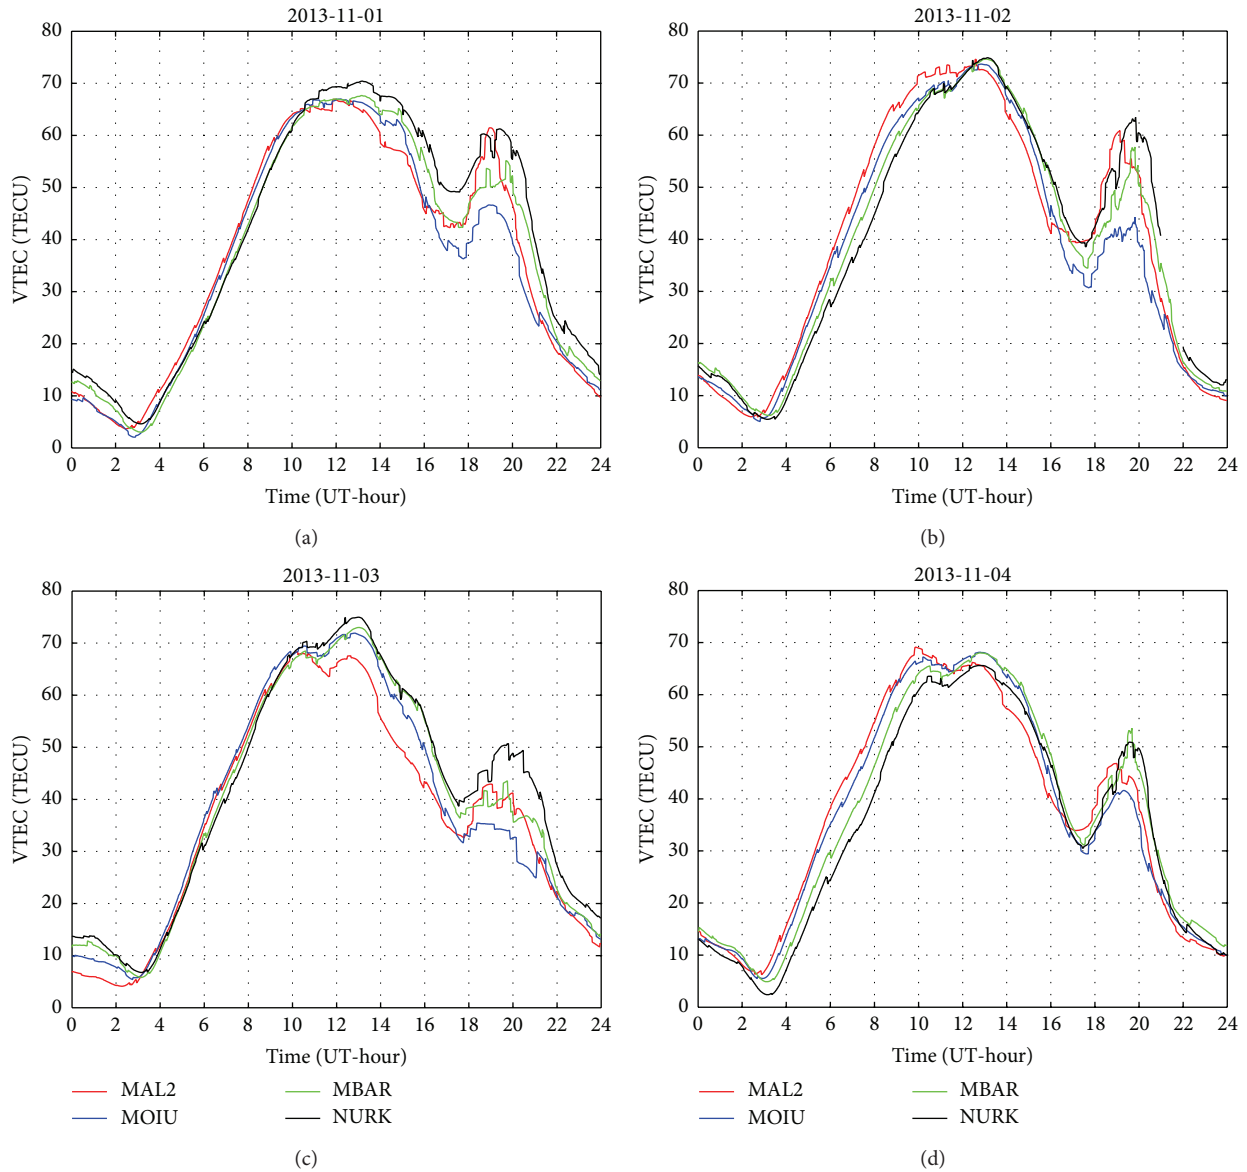 2013-11-01
80
70
60
50
40
30
20
10
0
VTEC (TECU)
0 2 4 6 8 10 12 14 16 18 20 22 24
Time (UT-hour)
(a)
2013-11-02
80
70
60
50
40
30
20
10
0
VTEC (TECU)
0 2 4 6 8 10 12 14 16 18 20 22 24
Time (UT-hour)
(b)
2013-11-03
80
70
60
50
40
30
20
10
0
VTEC (TECU)
0 2 4 6 8 10 12 14 16 18 20 22 24
Time (UT-hour)
MAL2 MBAR
MOIU NURK
(c)
2013-11-04
80
70
60
50
40
30
20
10
0
VTEC (TECU)
0 2 4 6 8 10 12 14 16 18 20 22 24
Time (UT-hour)
MAL2 MBAR
MOIU NURK
(d)